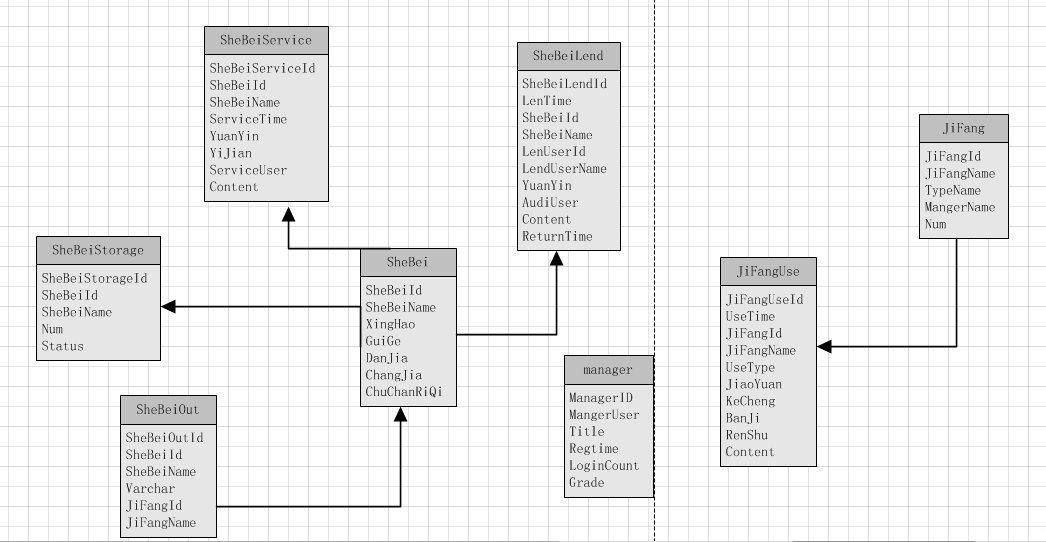 SheBeiService
SheBeiServiceId
SheBeiId
SheBeiName
ServiceTime
YuanYin
YiJian
ServiceUser
Content
SheBeiLend
SheBeiLendId
LenTime
SheBeiId
SheBeiName
LenUserId
LendUserName
YuanYin
AudiUser
Content
ReturnTime
JiFang
JiFangId
JiFangName
TypeName
MangerName
Num
SheBeiStorage
SheBeiStorageId
SheBeiId
SheBeiName
Num
Status
SheBei
SheBeiId
SheBeiName
XingHao
GuiGe
DanJia
ChangJia
ChuChanRiQi
JiFangUse
JiFangUseId
UseTime
JiFangId
JiFangName
UseType
JiaoYuan
KeCheng
BanJi
RenShu
Content
manager
ManagerID
MangerUser
Title
Regtime
LoginCount
Grade
SheBeiOut
SheBeiOutId
SheBeiId
SheBeiName
Varchar
JiFangId
JiFangName